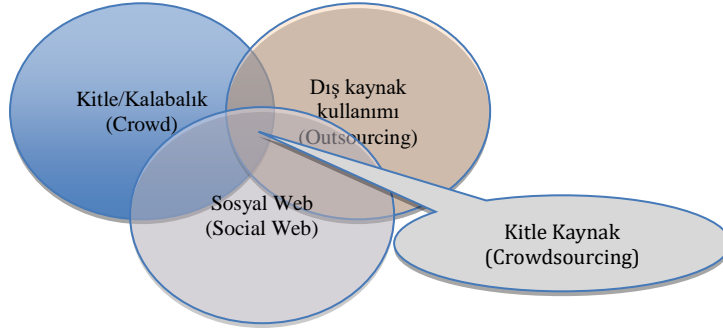 Kitle/Kalabalık
(Crowd)
Dış kaynak
kullanımı
(Outsourcing)
Sosyal Web
(Social Web)
Kitle Kaynak
(Crowdsourcing)